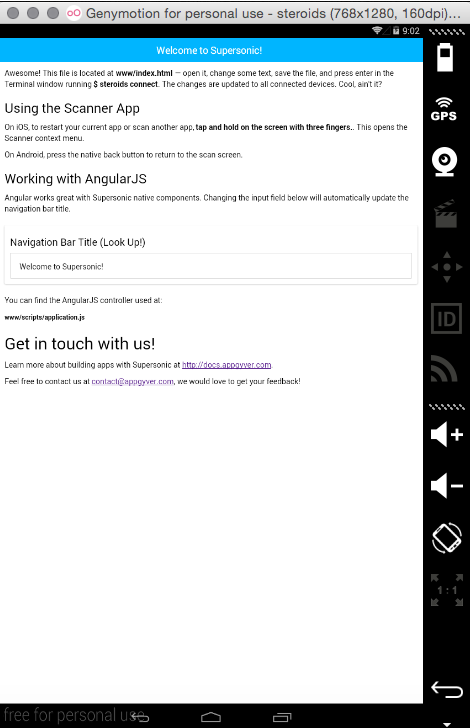 Genymotion for personal use - steroids (768x1280, 160dpi)...
9:02
Welcome to Supersonic!
GPS
Awesome! This file is located at www/index.html — open it, change some text, save the file, and press enter in the
Terminal window running $ steroids connect. The changes are updated to all connected devices. Cool, ain't it?
Using the Scanner App
On iOS, to restart your current app or scan another app,tap and hold on the screen with three fingers.. This opens the
Scanner context menu.
On Android, press the native back button to return to the scan screen.
Working with AngularJS
Angular works great with Supersonic native components. Changing the input field below will automatically update the
navigation bar title.
Navigation Bar Title (Look Up!)
Welcome to Supersonic!
You can find the AngularJS controller used at:
www/scripts/application.js
ID
Get in touch with us!
Learn more about building apps with Supersonic at http://docs.appgyver.com.
Feel free to contact us at contact@appgyver.com, we would love to get your feedback!
1:1
free for personal use